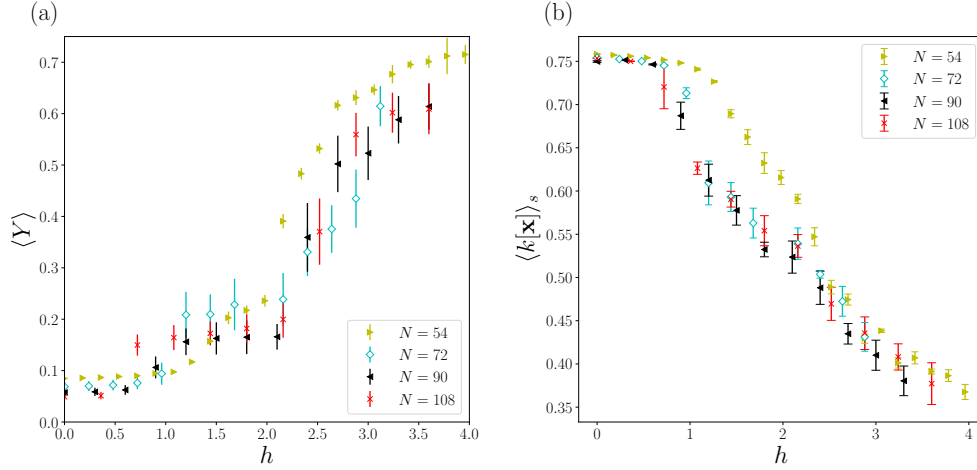 (a)
⟨Y⟩
0.7
0.6
0.5
0.4
0.3
0.2
0.1
0.0
0.0 0.5 1.0 1.5 2.0 2.5 3.0 3.5 4.0
h
N = 54
N = 72
N = 90
N = 108
(b)
⟨k[x]⟩s
0.75
0.70
0.65
0.60
0.55
0.50
0.45
0.40
0.35
0 1 2 3 4
h
N = 54
N = 72
N = 90
N = 108